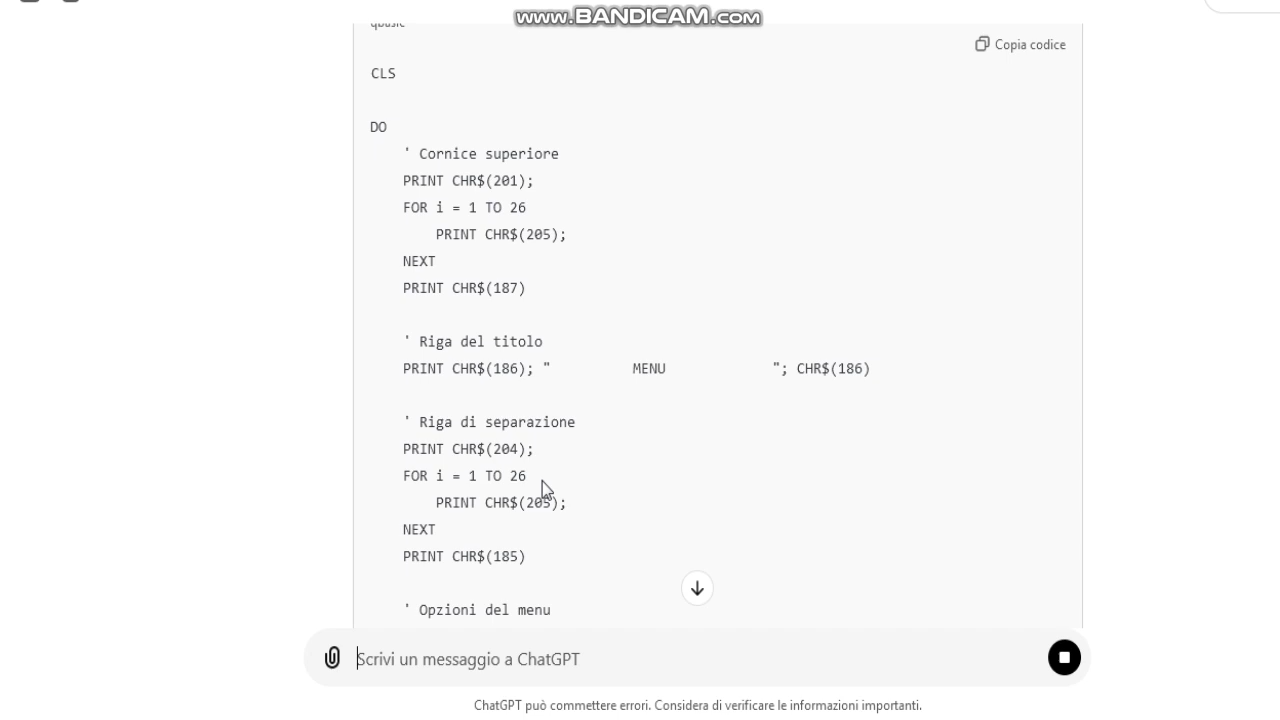 www.BANDICAM.com
qbasic
Copia codice
CLS
DO
' Cornice superiore
PRINT CHR$(201);
FOR i = 1 TO 26
PRINT CHR$(205);
NEXT
PRINT CHR$(187)
' Riga del titolo
PRINT CHR$(186); "          MENU             "; CHR$(186)
' Riga di separazione
PRINT CHR$(204);
FOR i = 1 TO 26
PRINT CHR$(205);
NEXT
PRINT CHR$(185)
' Opzioni del menu
Scrivi un messaggio a ChatGPT
ChatGPT può commettere errori. Considera di verificare le informazioni importanti.